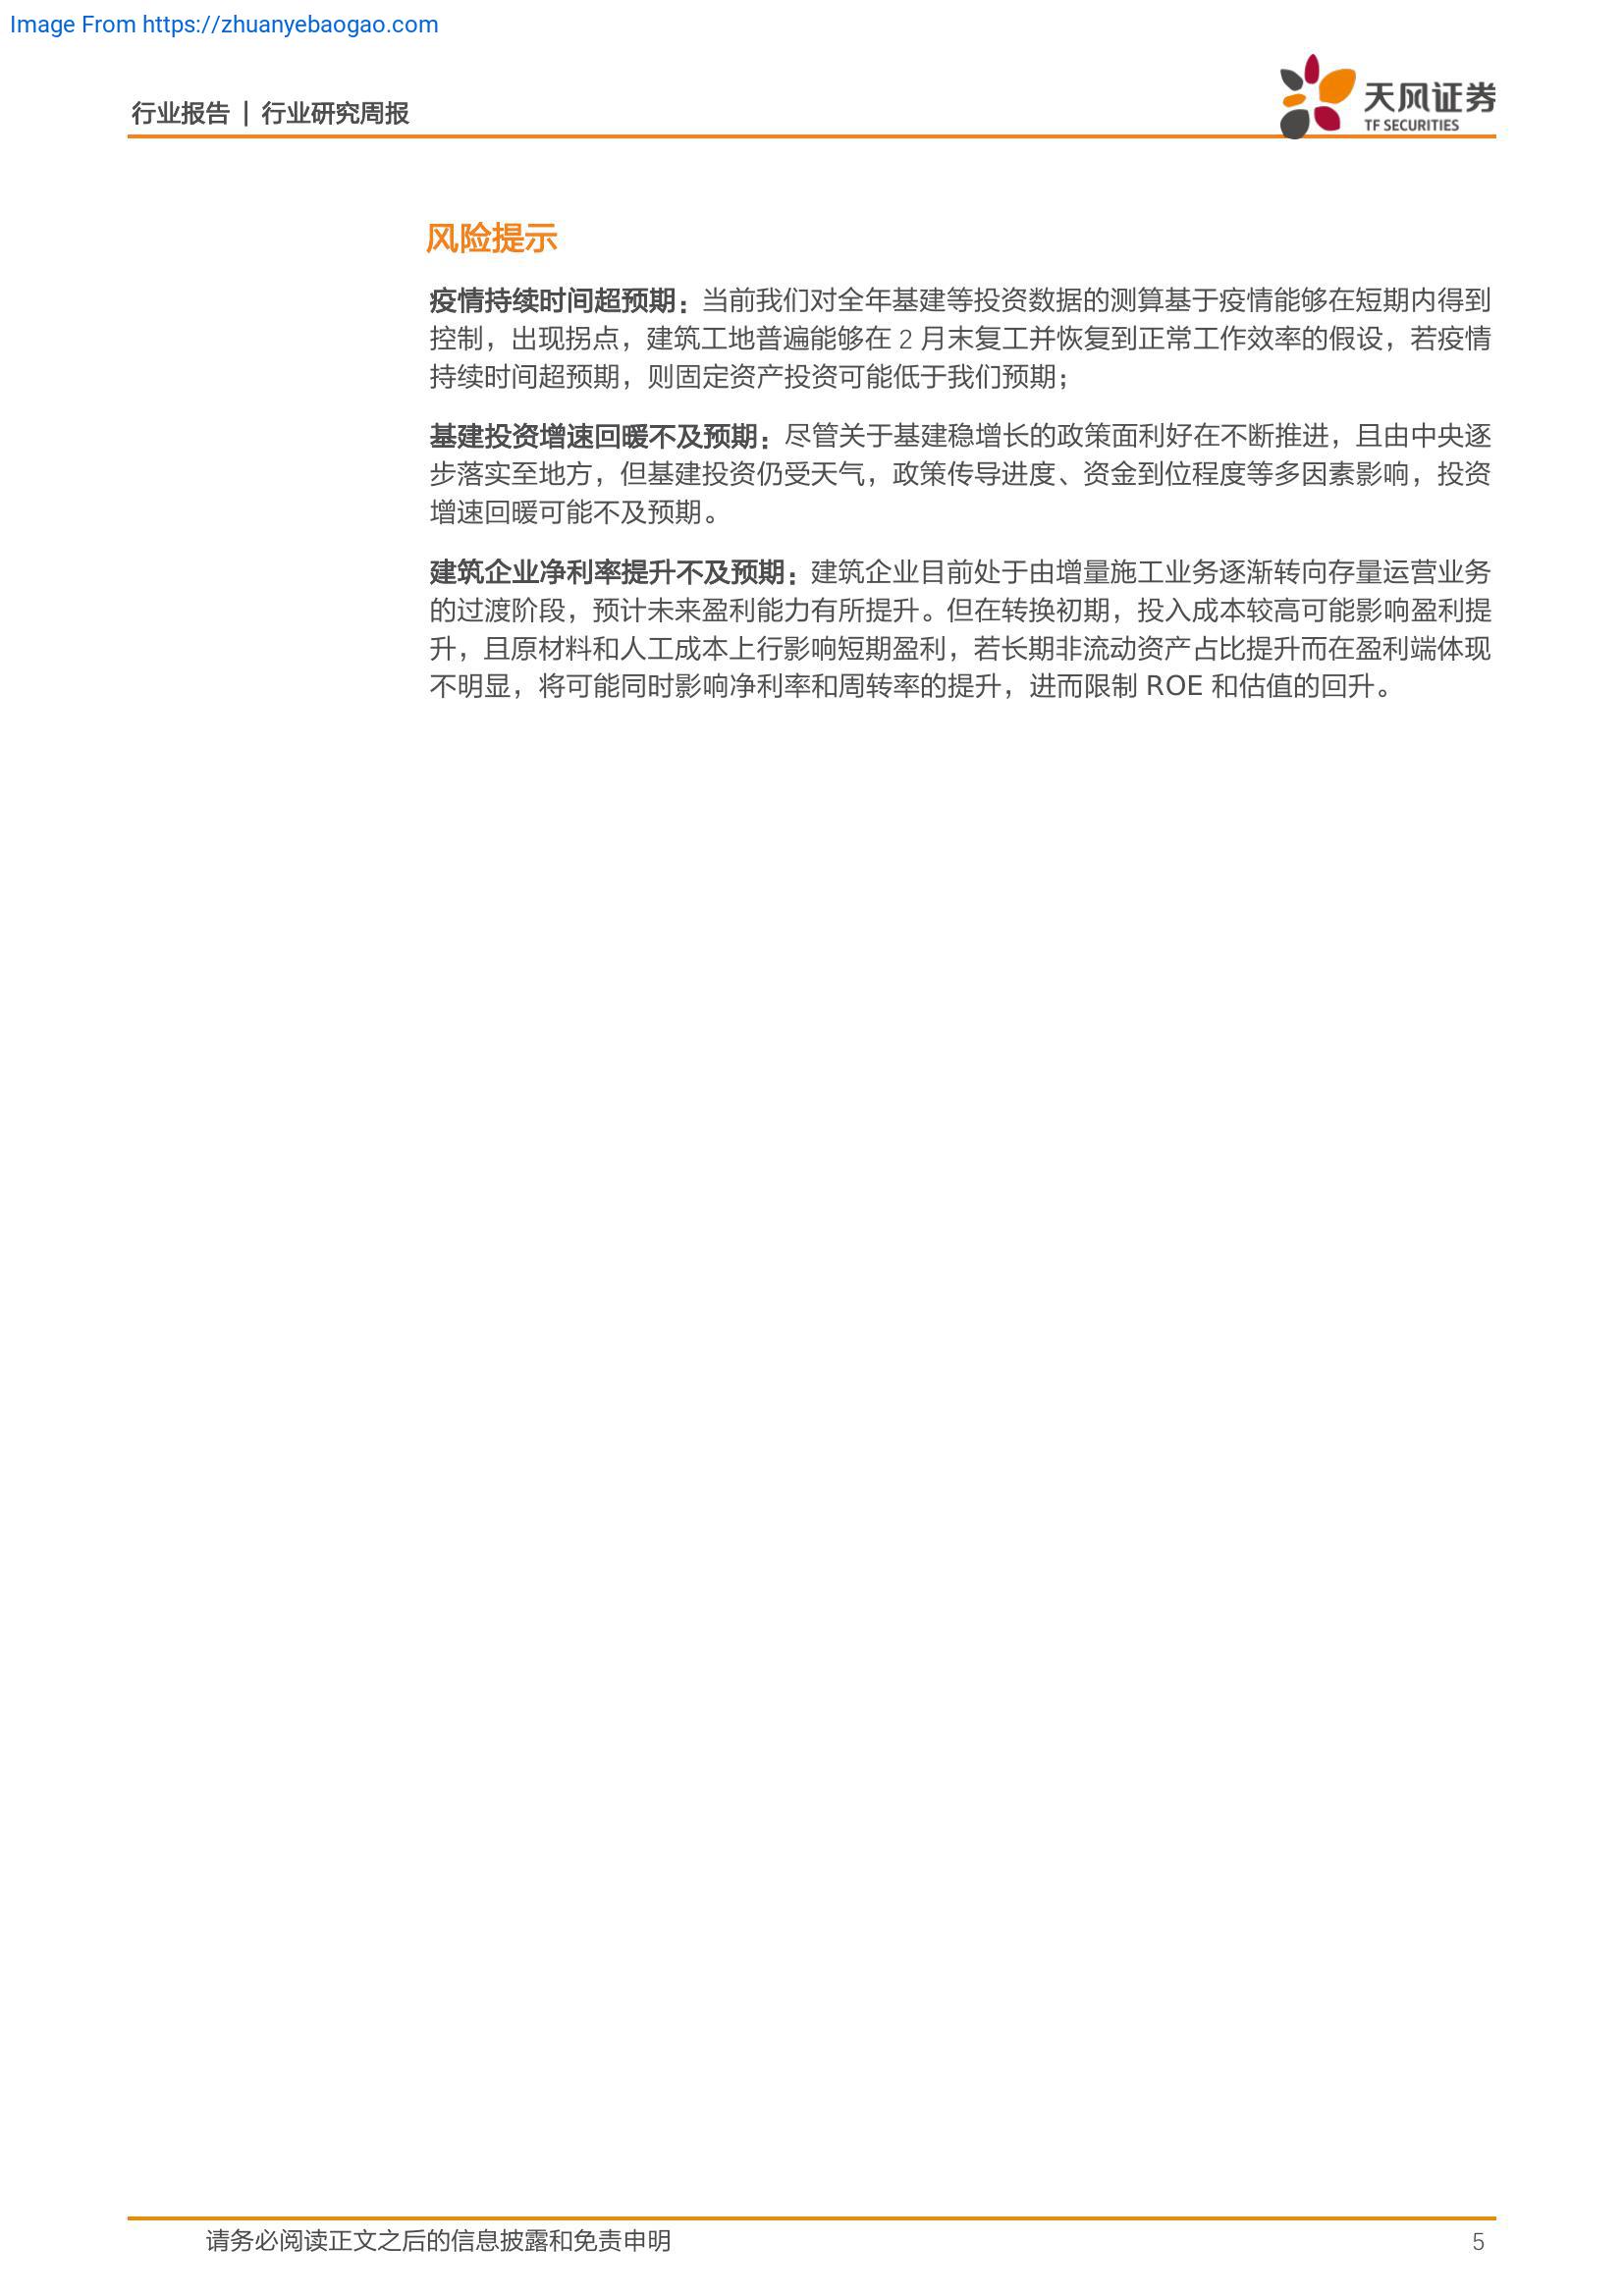 Image From https://zhuanyebaogao.com
行业报告 | 行业研究周报
天风证券
TF SECURITIES
风险提示
疫情持续时间超预期：当前我们对全年基建等投资数据的测算基于疫情能够在短期内得到
控制，出现拐点，建筑工地普遍能够在 2 月末复工并恢复到正常工作效率的假设，若疫情
持续时间超预期，则固定资产投资可能低于我们预期；
基建投资增速回暖不及预期：尽管关于基建稳增长的政策面利好在不断推进，且由中央逐
步落实至地方，但基建投资仍受天气，政策传导进度、资金到位程度等多因素影响，投资
增速回暖可能不及预期。
建筑企业净利率提升不及预期：建筑企业目前处于由增量施工业务逐渐转向存量运营业务
的过渡阶段，预计未来盈利能力有所提升。但在转换初期，投入成本较高可能影响盈利提
升，且原材料和人工成本上行影响短期盈利，若长期非流动资产占比提升而在盈利端体现
不明显，将可能同时影响净利率和周转率的提升，进而限制 ROE 和估值的回升。
请务必阅读正文之后的信息披露和免责申明
5